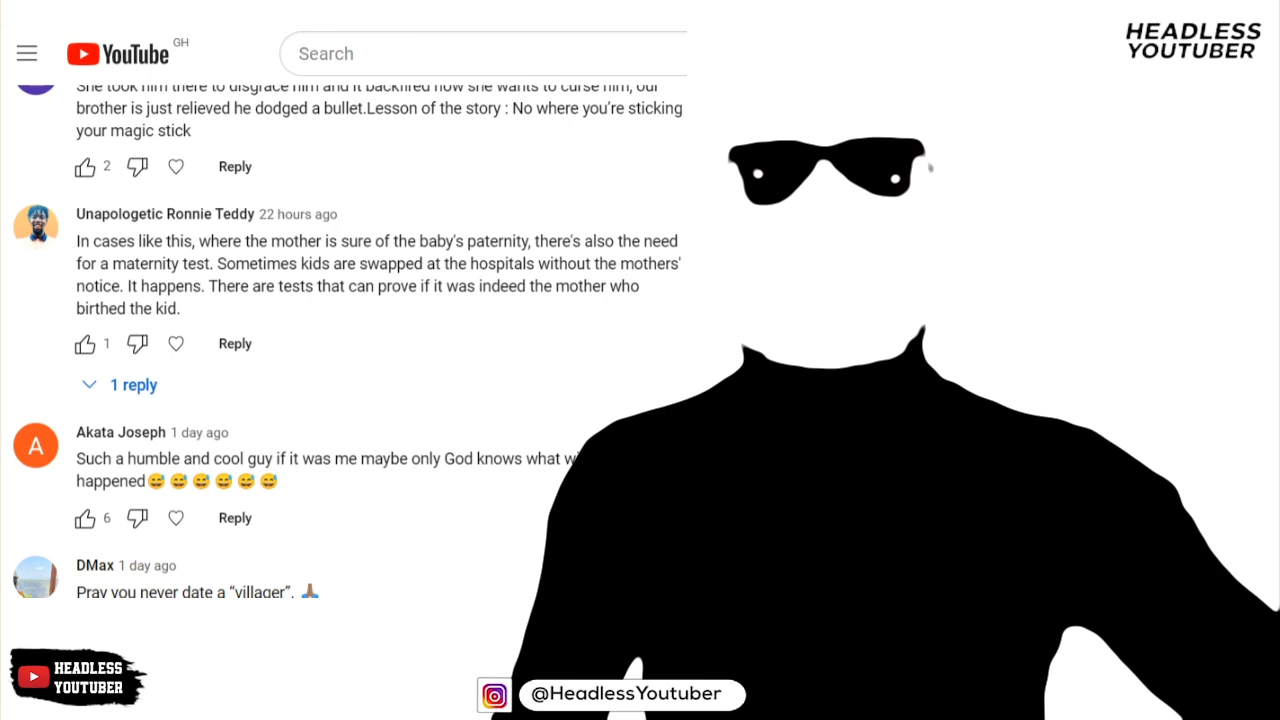 HEADLESS
YOUTUBER
YouTube GH
Search
She took him there to disgrace him and it backfired now she wants to curse him, our
brother is just relieved he dodged a bullet.Lesson of the story : No where you're sticking
your magic stick
2 Reply
Unapologetic Ronnie Teddy 22 hours ago
In cases like this, where the mother is sure of the baby's paternity, there's also the need
for a maternity test. Sometimes kids are swapped at the hospitals without the mothers'
notice. It happens. There are tests that can prove if it was indeed the mother who
birthed the kid.
1 Reply
1 reply
A
Akata Joseph 1 day ago
Such a humble and cool guy if it was me maybe only God knows what
happened😅😅😅😅😅😅
6 Reply
DMax 1 day ago
Pray you never date a “villager”. 🙏🏽
HEADLESS
YOUTUBER
@HeadlessYoutuber